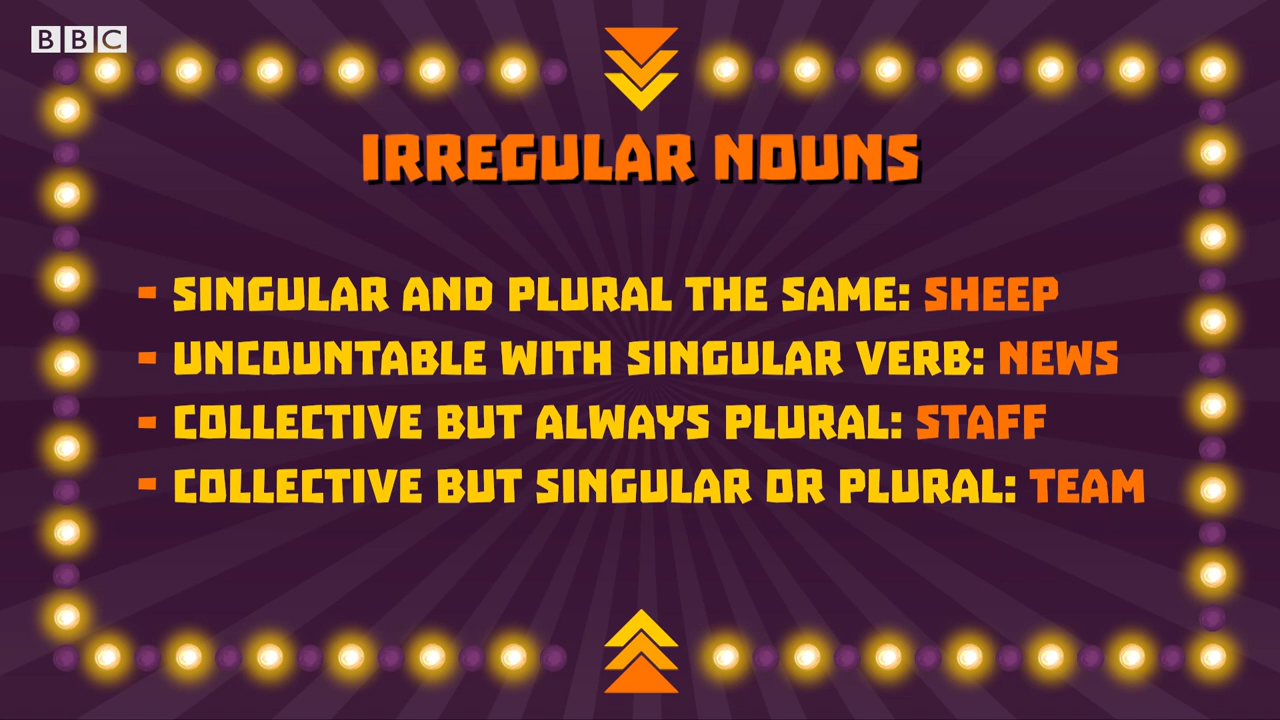 BBC
IRREGULAR NOUNS
- SINGULAR AND PLURAL THE SAME: SHEEP
- UNCOUNTABLE WITH SINGULAR VERB: NEWS
- COLLECTIVE BUT ALWAYS PLURAL: STAFF
- COLLECTIVE BUT SINGULAR OR PLURAL: TEAM